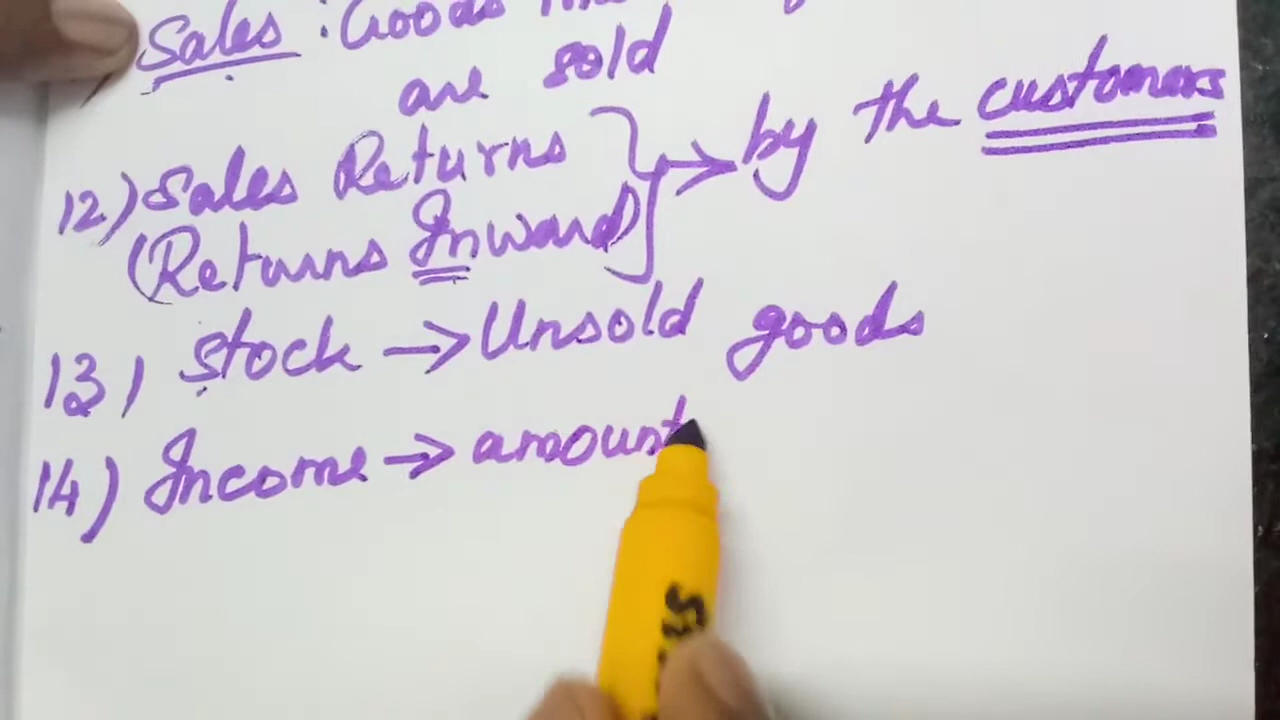 Sales : Goods
are sold
12) Sales Returns → by the customers
(Returns Inward)
13) Stock → Unsold goods
14) Income → amount